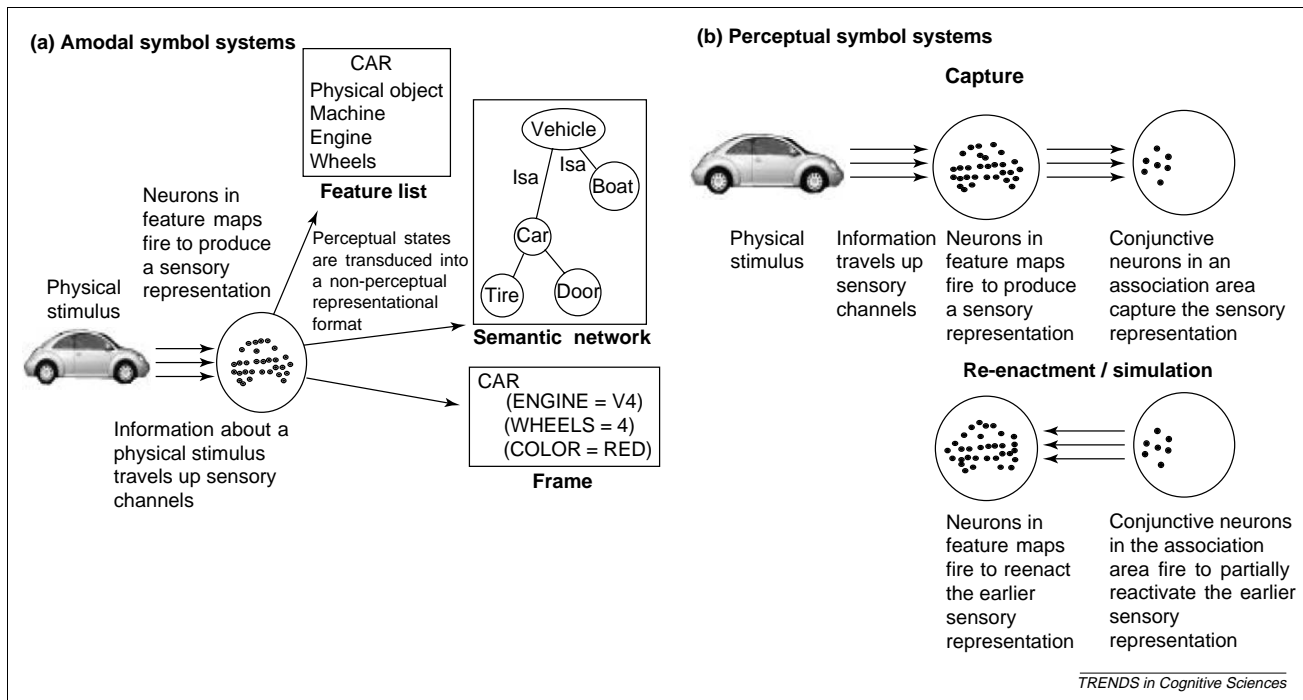 (a) Amodal symbol systems
CAR
Physical object
Machine
Engine
Wheels
Feature list
Neurons in
feature maps
fire to produce
a sensory
representation
Perceptual states
are transduced into
a non-perceptual
representational
format
Physical
stimulus
Information about a
physical stimulus
travels up sensory
channels
Vehicle
Isa
Isa
Boat
Car
Tire
Door
Semantic network
CAR
(ENGINE = V4)
(WHEELS = 4)
(COLOR = RED)
Frame
(b) Perceptual symbol systems
Capture
Physical
stimulus
Information
travels up
sensory
channels
Neurons in
feature maps
fire to produce
a sensory
representation
Conjunctive
neurons in an
association area
capture the sensory
representation
Re-enactment / simulation
Neurons in
feature maps
fire to reenact
the earlier
sensory
representation
Conjunctive neurons
in the association
area fire to partially
reactivate the earlier
sensory
representation
TRENDS in Cognitive Sciences